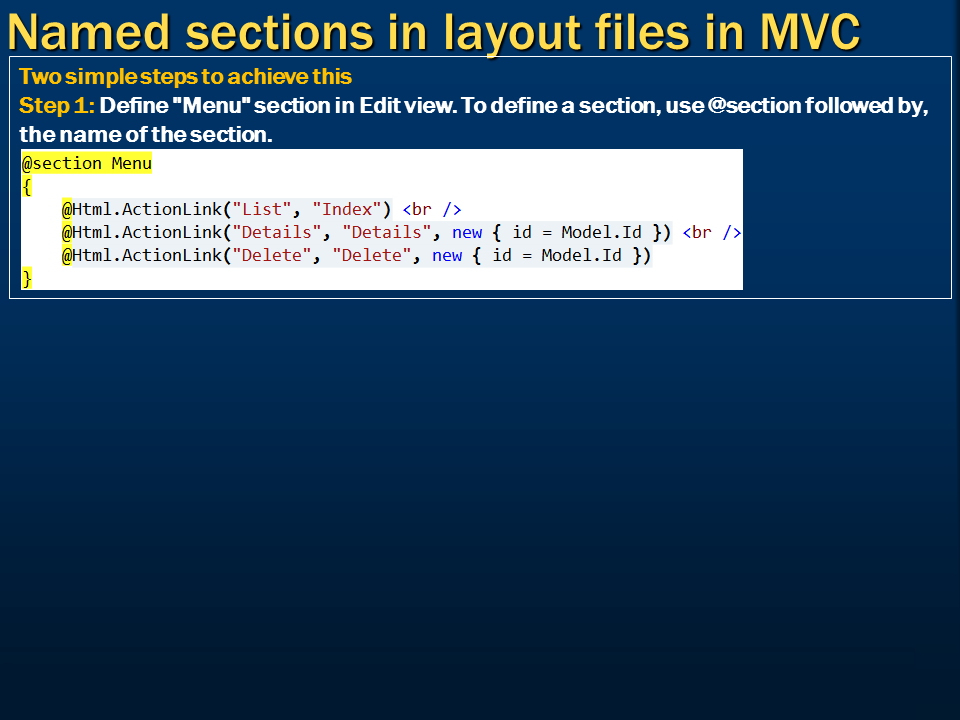 Named sections in layout files in MVC
Two simple steps to achieve this
Step 1: Define "Menu" section in Edit view. To define a section, use @section followed by,
the name of the section.
@section Menu
{
    @Html.ActionLink("List", "Index") <br />
    @Html.ActionLink("Details", "Details", new { id = Model.Id }) <br />
    @Html.ActionLink("Delete", "Delete", new { id = Model.Id })
}